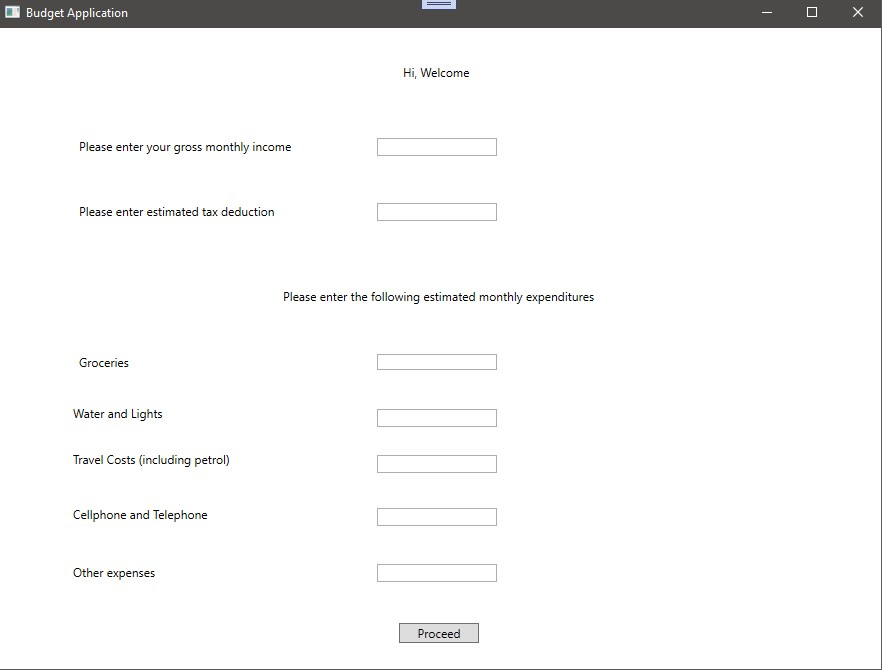 Budget Application
Hi, Welcome
Please enter your gross monthly income
Please enter estimated tax deduction
Please enter the following estimated monthly expenditures
Groceries
Water and Lights
Travel Costs (including petrol)
Cellphone and Telephone
Other expenses
Proceed